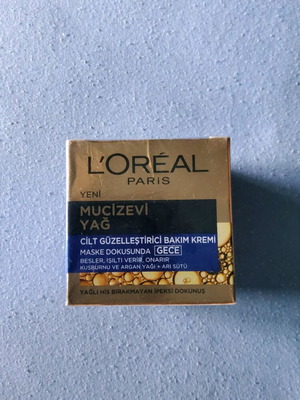 L'ORÉAL
PARIS
YENİ
MUCİZEVİ
YAĞ
CİLT GÜZELLEŞTİRİCİ BAKIM KREMİ
MASKE DOKUSUNDA GECE
BESLER, IŞILTI VERİR, ONARIR
KUŞBURNU VE ARGAN YAĞI + ARI SÜTÜ
YAĞLI HİS BIRAKMAYAN İPEKSİ DOKUNUŞ